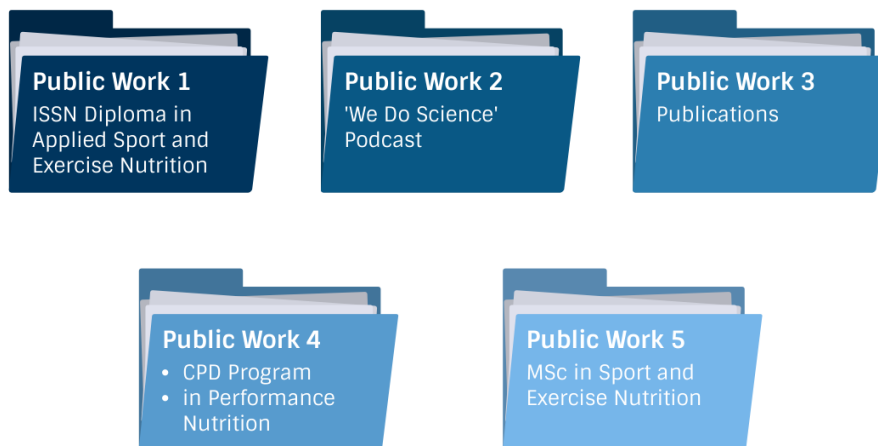 Public Work 1
ISSN Diploma in
Applied Sport and
Exercise Nutrition
Public Work 2
'We Do Science'
Podcast
Public Work 3
Publications
Public Work 4
• CPD Program
• in Performance
Nutrition
Public Work 5
MSc in Sport and
Exercise Nutrition